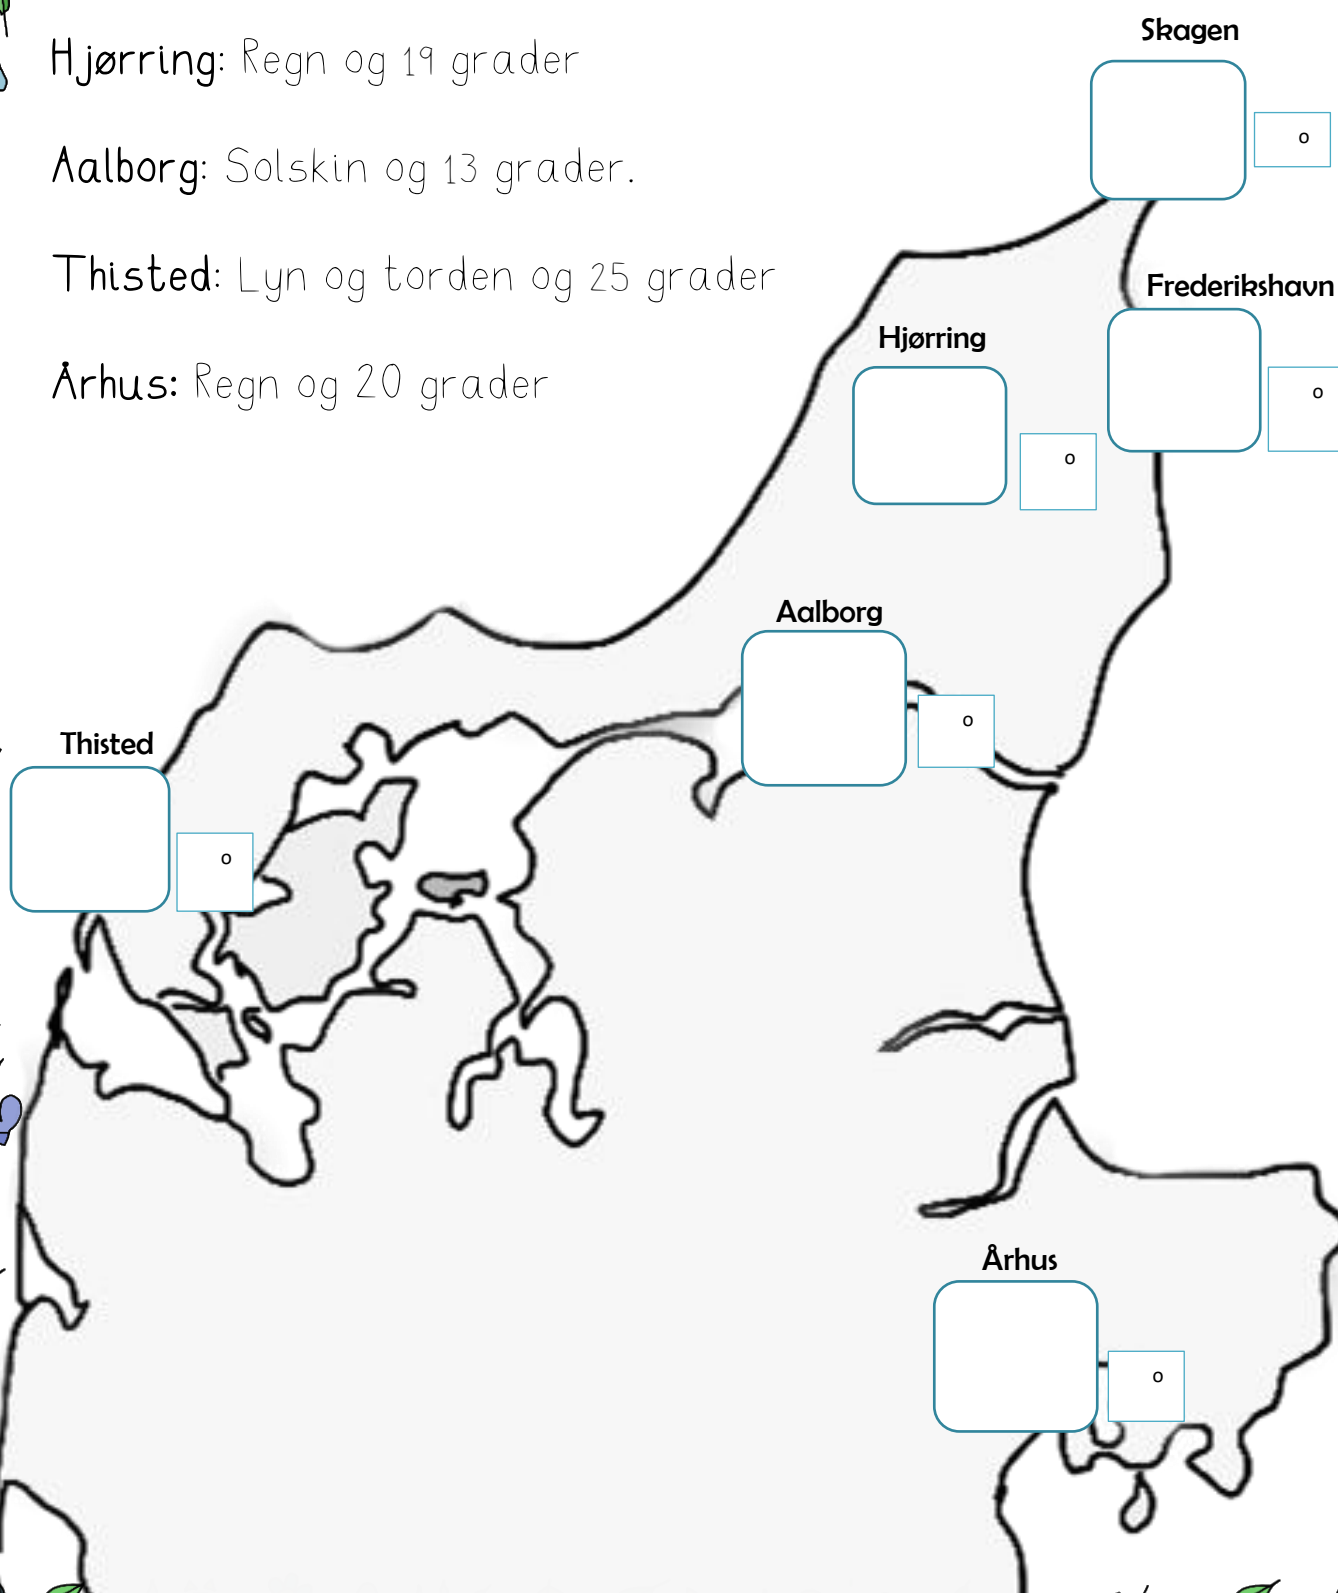 Hjørring: Regn og 19 grader
Aalborg: Solskin og 13 grader.
Thisted: Lyn og torden og 25 grader
Århus: Regn og 20 grader
Skagen
o
Frederikshavn
o
Hjørring
o
Aalborg
o
Thisted
o
Århus
o